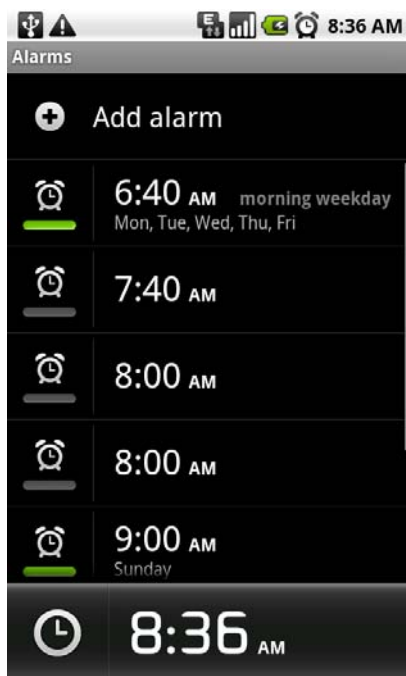 E 8:36 AM
Alarms
Add alarm
6:40 AM morning weekday
Mon, Tue, Wed, Thu, Fri
7:40 AM
8:00 AM
8:00 AM
9:00 AM
Sunday
8:36 AM